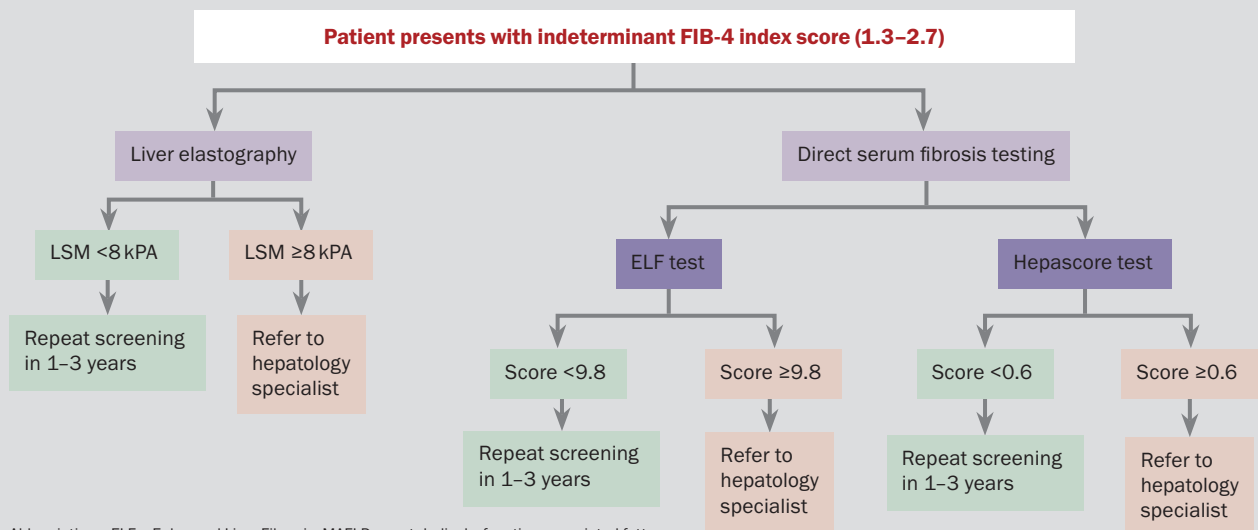 Patient presents with indeterminant FIB-4 index score (1.3–2.7)
Liver elastography
Direct serum fibrosis testing
LSM <8 kPA
LSM ≥8 kPA
ELF test
Hepascore test
Repeat screening
in 1–3 years
Refer to
hepatology
specialist
Score <9.8
Score ≥9.8
Score <0.6
Score ≥0.6
Repeat screening
in 1–3 years
Refer to
hepatology
specialist
Repeat screening
in 1–3 years
Refer to
hepatology
specialist